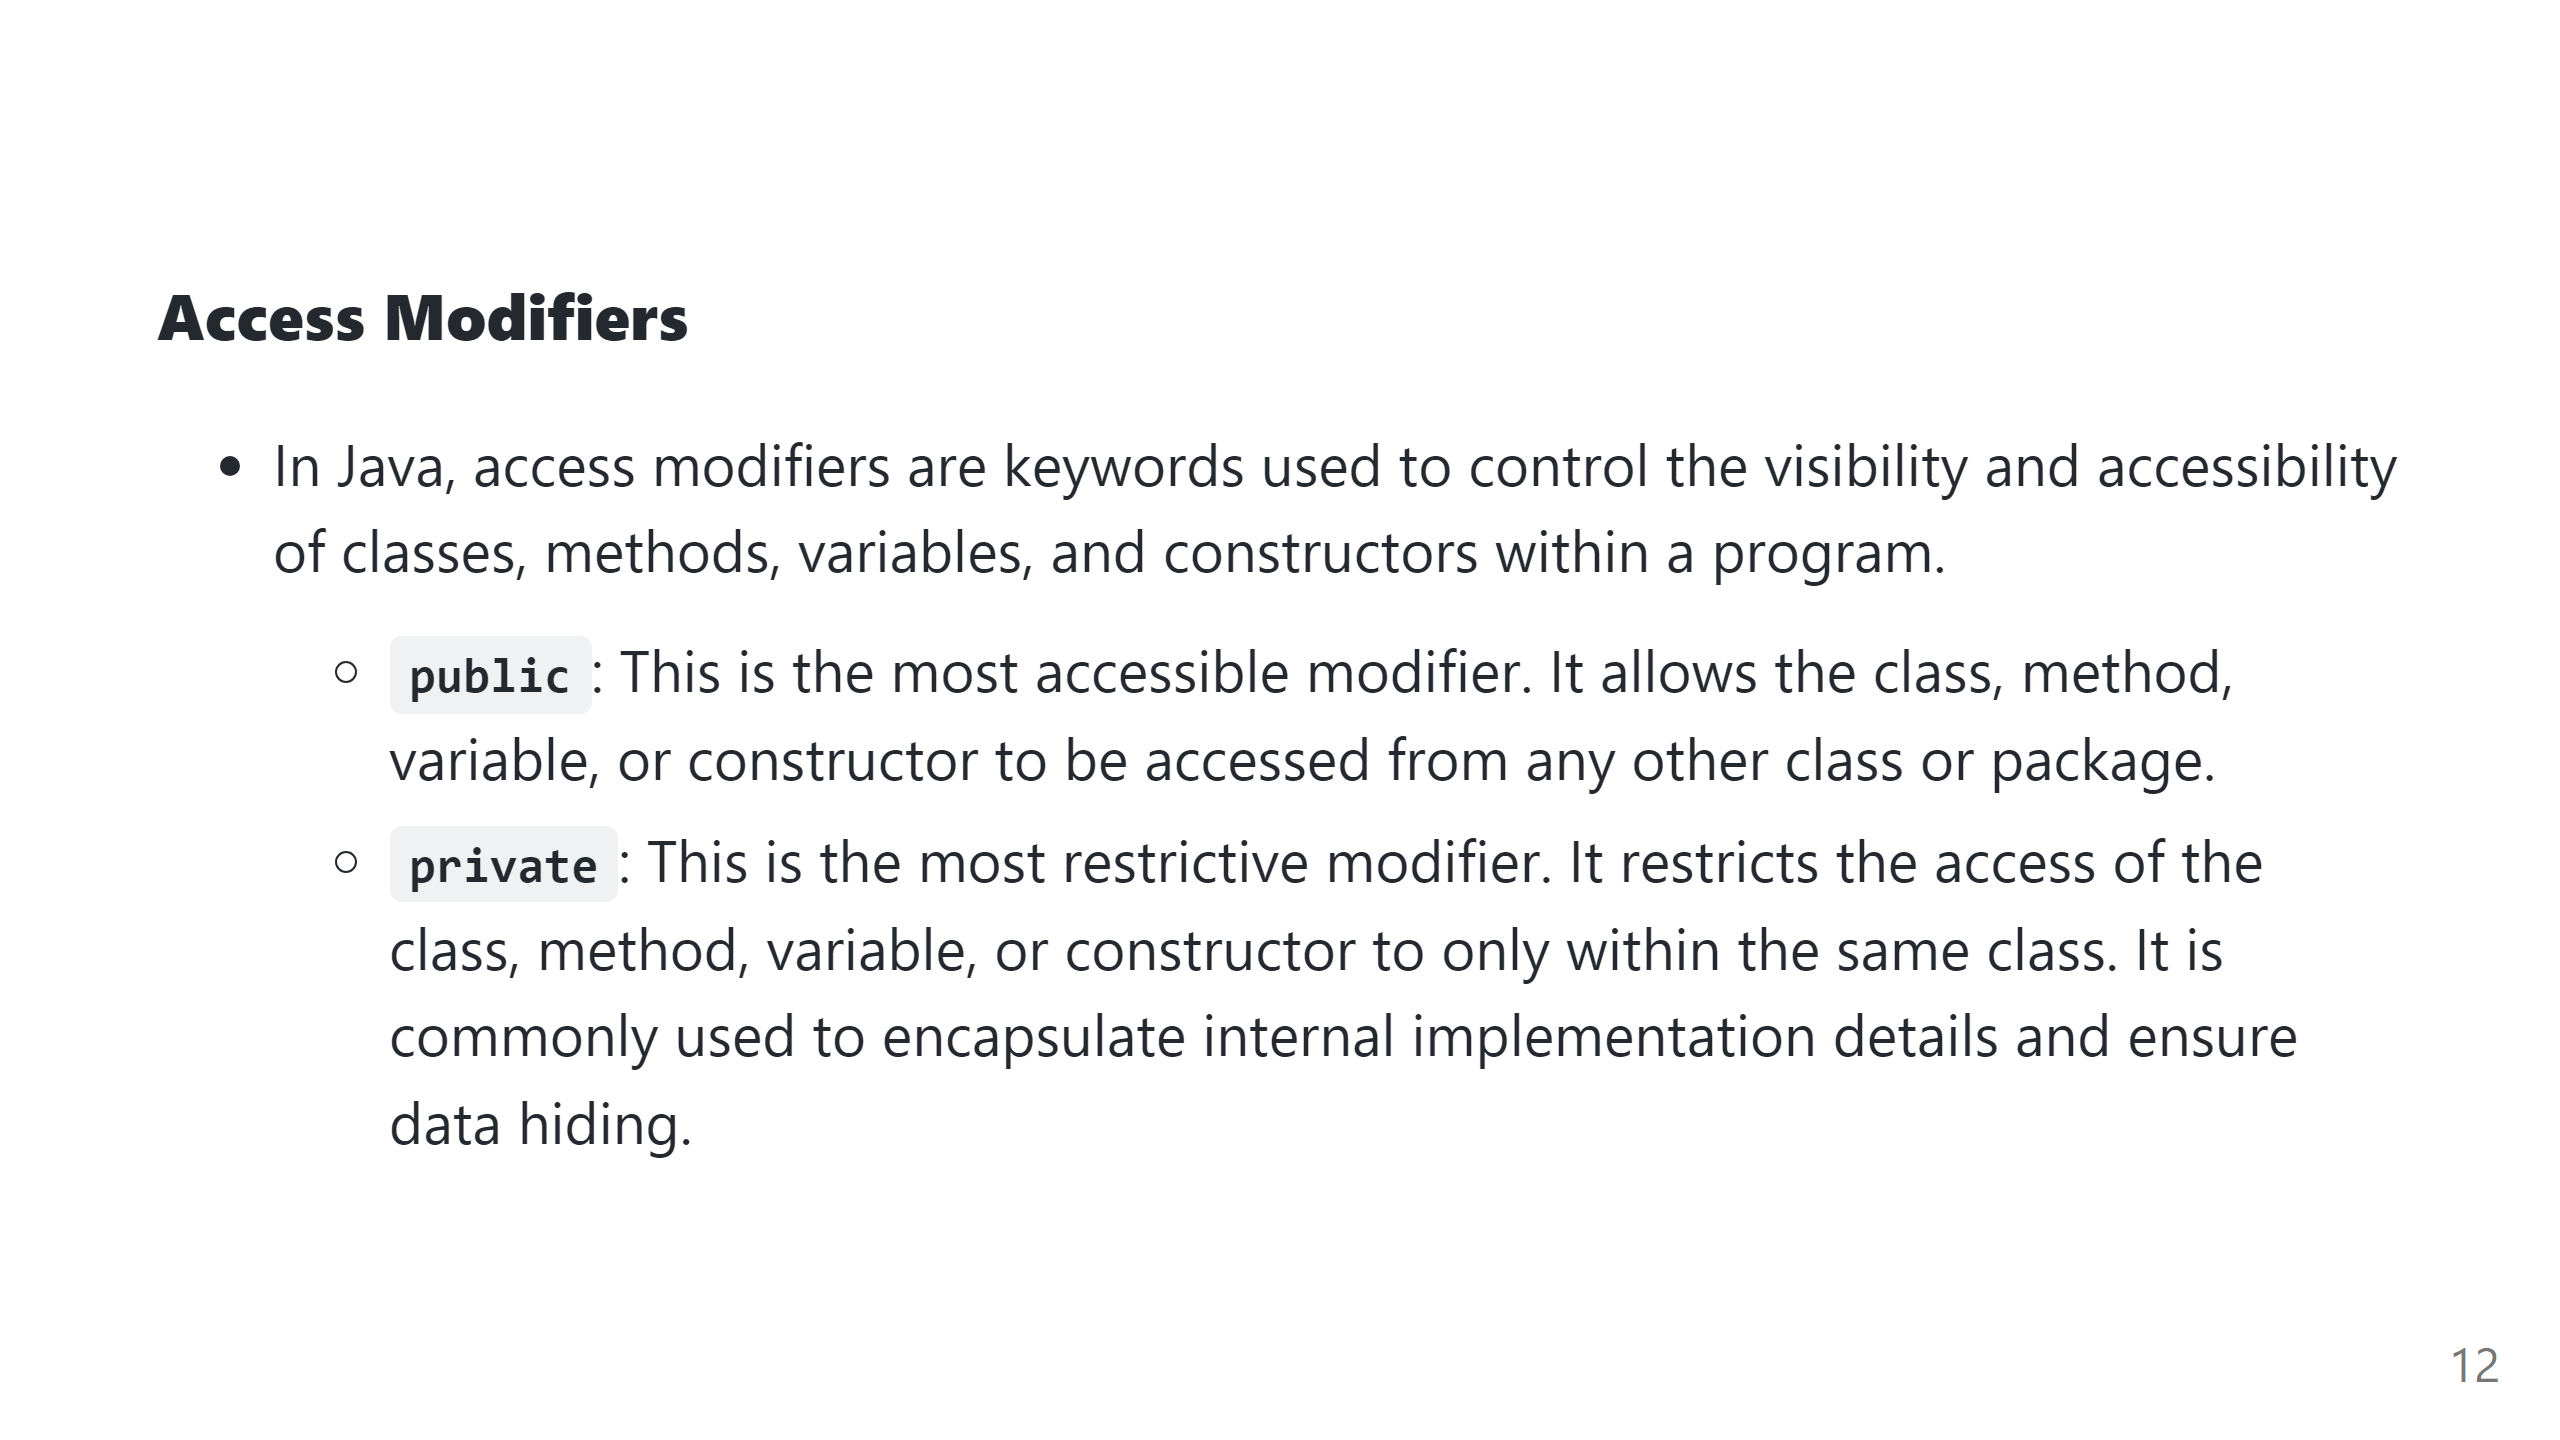 Access Modifiers
• In Java, access modifiers are keywords used to control the visibility and accessibility
of classes, methods, variables, and constructors within a program.
○ public : This is the most accessible modifier. It allows the class, method,
variable, or constructor to be accessed from any other class or package.
○ private : This is the most restrictive modifier. It restricts the access of the
class, method, variable, or constructor to only within the same class. It is
commonly used to encapsulate internal implementation details and ensure
data hiding.
12